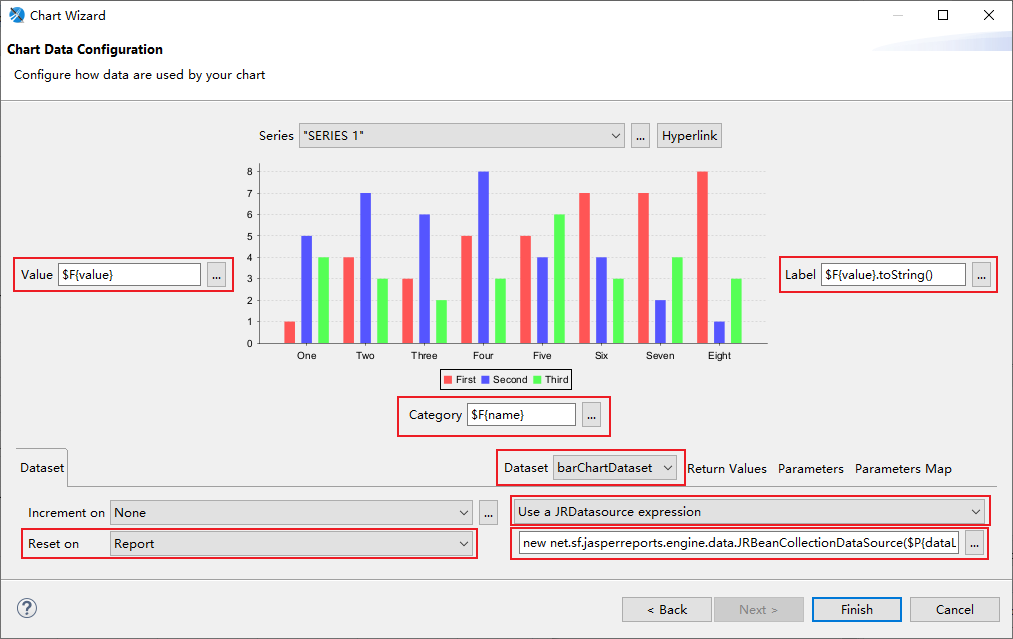 Chart Wizard
Chart Data Configuration
Configure how data are used by your chart
Series "SERIES 1" ... Hyperlink
8
7
6
5
4
3
2
1
0
Value $F{value} ...
Label $F{value}.toString() ...
One Two Three Four Five Six Seven Eight
First Second Third
Category $F{name} ...
Dataset
Dataset barChartDataset Return Values Parameters Parameters Map
Increment on None ...
Use a JRDatasource expression
Reset on Report
new net.sf.jasperreports.engine.data.JRBeanCollectionDataSource($P{dataL ...
?
< Back Next > Finish Cancel